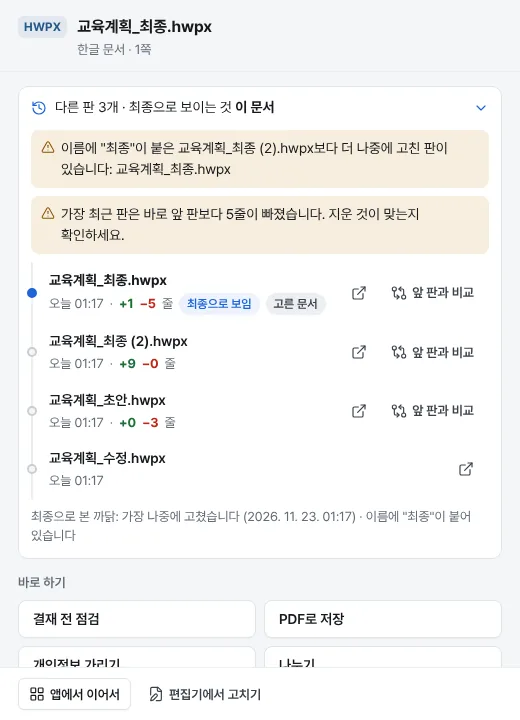 HWPX 교육계획_최종.hwpx
한글 문서 · 1쪽
다른 판 3개 · 최종으로 보이는 것 이 문서
이름에 "최종"이 붙은 교육계획_최종 (2).hwpx보다 더 나중에 고친 판이
있습니다: 교육계획_최종.hwpx
가장 최근 판은 바로 앞 판보다 5줄이 빠졌습니다. 지운 것이 맞는지
확인하세요.
교육계획_최종.hwpx
오늘 01:17 · +1 −5 줄 최종으로 보임 고른 문서
앞 판과 비교
교육계획_최종 (2).hwpx
오늘 01:17 · +9 −0 줄
앞 판과 비교
교육계획_초안.hwpx
오늘 01:17 · +0 −3 줄
앞 판과 비교
교육계획_수정.hwpx
오늘 01:17
최종으로 본 까닭: 가장 나중에 고쳤습니다 (2026. 11. 23. 01:17) · 이름에 "최종"이 붙어
있습니다
바로 하기
결재 전 점검
PDF로 저장
개인정보 가리기
나누기
앱에서 이어서
편집기에서 고치기